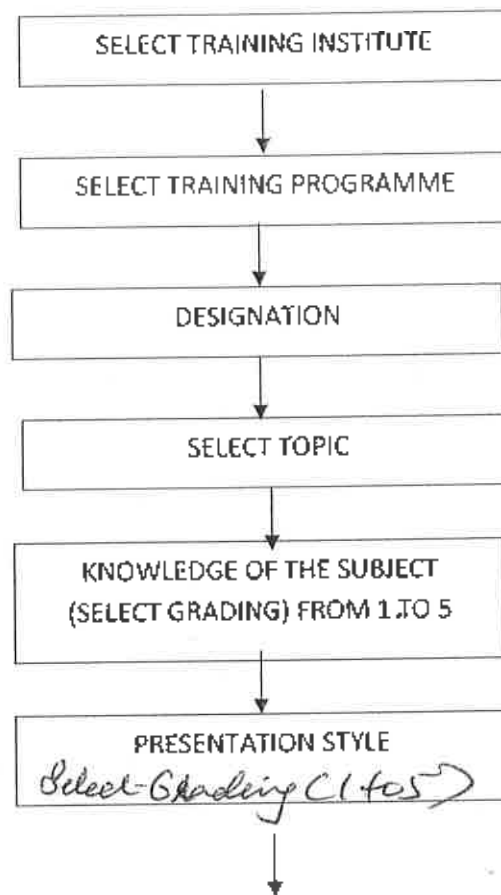 SELECT TRAINING INSTITUTE
SELECT TRAINING PROGRAMME
DESIGNATION
SELECT TOPIC
KNOWLEDGE OF THE SUBJECT
(SELECT GRADING) FROM 1.TO 5
PRESENTATION STYLE
Select-Grading (1 to 5)